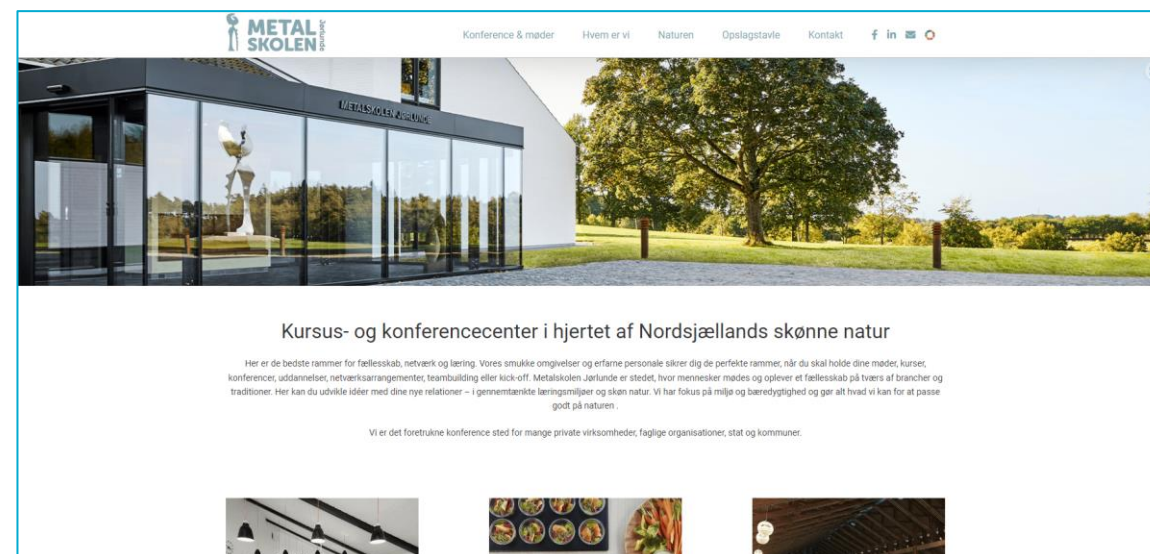 METAL
SKOLEN
Jørlunde
Konference & møder
Hvem er vi
Naturen
Opslagstavle
Kontakt
METALSKOLEN JØRLUNDE
Kursus- og konferencecenter i hjertet af Nordsjællands skønne natur
Her er de bedste rammer for fællesskab, netværk og læring. Vores smukke omgivelser og erfarne personale sikrer dig de perfekte rammer, når du skal holde dine møder, kurser,
konferencer, uddannelser, netværksarrangementer, teambuilding eller kick-off. Metalskolen Jørlunde er stedet, hvor mennesker mødes og oplever et fællesskab på tværs af brancher og
traditioner. Her kan du udvikle idéer med dine nye relationer – i gennemtænkte læringsmiljøer og skøn natur. Vi har fokus på miljø og bæredygtighed og gør alt hvad vi kan for at passe
godt på naturen .
Vi er det foretrukne konference sted for mange private virksomheder, faglige organisationer, stat og kommuner.